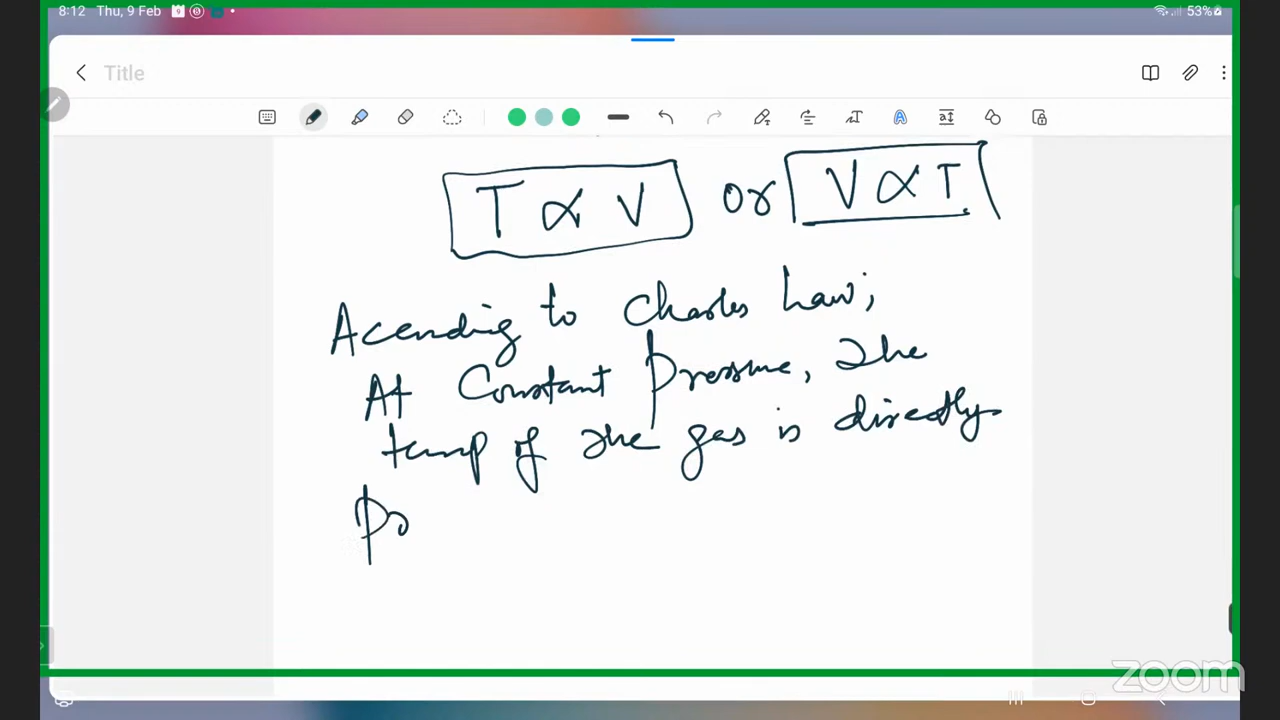 8:12 Thu, 9 Feb 53%
Title
T ∝ V or V ∝ T
Acending to Charles Law;
At Constant Pressure, The
temp of the gas is directly
Pro
zoom